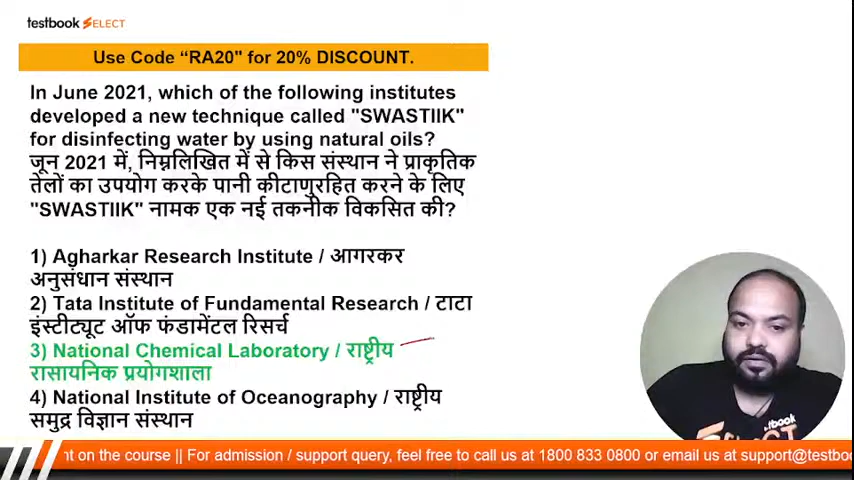 testbook SELECT
Use Code “RA20" for 20% DISCOUNT.
In June 2021, which of the following institutes
developed a new technique called "SWASTIIK"
for disinfecting water by using natural oils?
जून 2021 में, निम्नलिखित में से किस संस्थान ने प्राकृतिक
तेलों का उपयोग करके पानी कीटाणुरहित करने के लिए
"SWASTIIK" नामक एक नई तकनीक विकसित की?
1) Agharkar Research Institute / आगरकर
अनुसंधान संस्थान
2) Tata Institute of Fundamental Research / टाटा
इंस्टीट्यूट ऑफ फंडामेंटल रिसर्च
3) National Chemical Laboratory / राष्ट्रीय
रासायनिक प्रयोगशाला
4) National Institute of Oceanography / राष्ट्रीय
समुद्र विज्ञान संस्थान
tbook
SELECT
nt on the course || For admission / support query, feel free to call us at 1800 833 0800 or email us at support@testboo